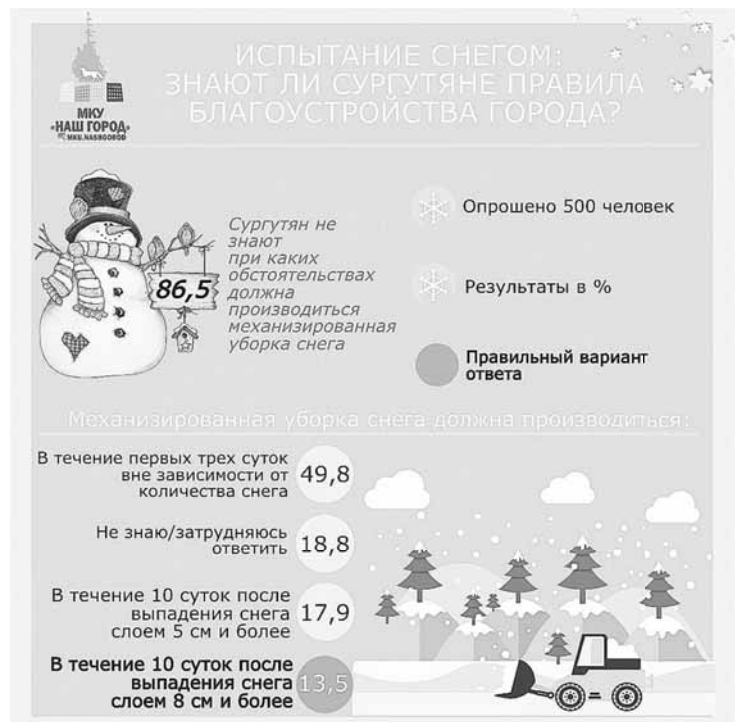 ИСПЫТАНИЕ СНЕГОМ:
ЗНАЮТ ЛИ СУРГУТЯНЕ ПРАВИЛА
БЛАГОУСТРОЙСТВА ГОРОДА?
МКУ
«НАШ ГОРОД»
MKU.NASHGOROD
86,5
Сургутян не
знают
при каких
обстоятельствах
должна
производиться
механизированная
уборка снега
Опрошено 500 человек
Результаты в %
Правильный вариант
ответа
Механизированная уборка снега должна производиться:
В течение первых трех суток
вне зависимости от
количества снега
49,8
Не знаю/затрудняюсь
ответить
18,8
В течение 10 суток после
выпадения снега
слоем 5 см и более
17,9
В течение 10 суток после
выпадения снега
слоем 8 см и более
13,5